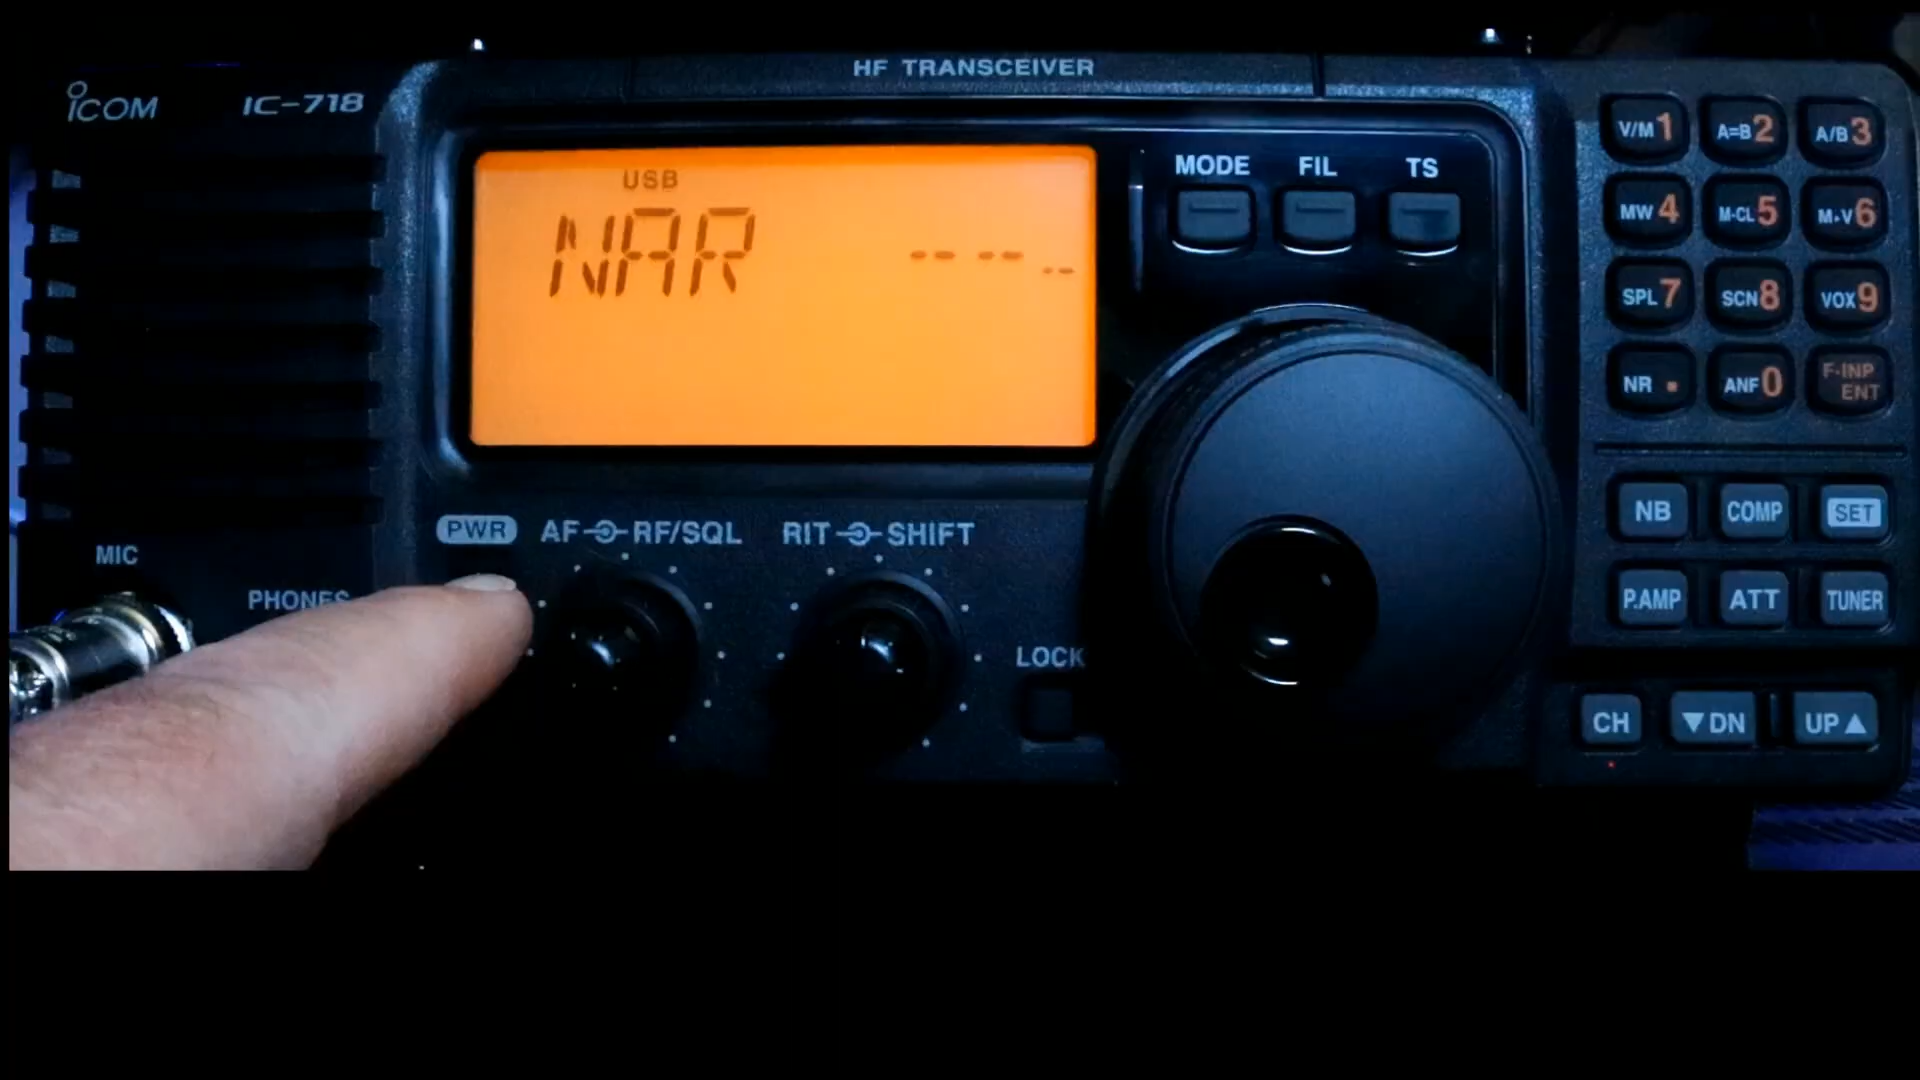 HF TRANSCEIVER
ICOM IC-718
USB
NAR -- -- --
MODE FIL TS
V/M 1 A=B 2 A/B 3
MW 4 M-CL 5 M▸V 6
SPL 7 SCN 8 VOX 9
NR . ANF 0 F-INP ENT
PWR AF RF/SQL RIT SHIFT
NB COMP SET
MIC PHONES
P.AMP ATT TUNER
LOCK
CH ▼DN UP▲